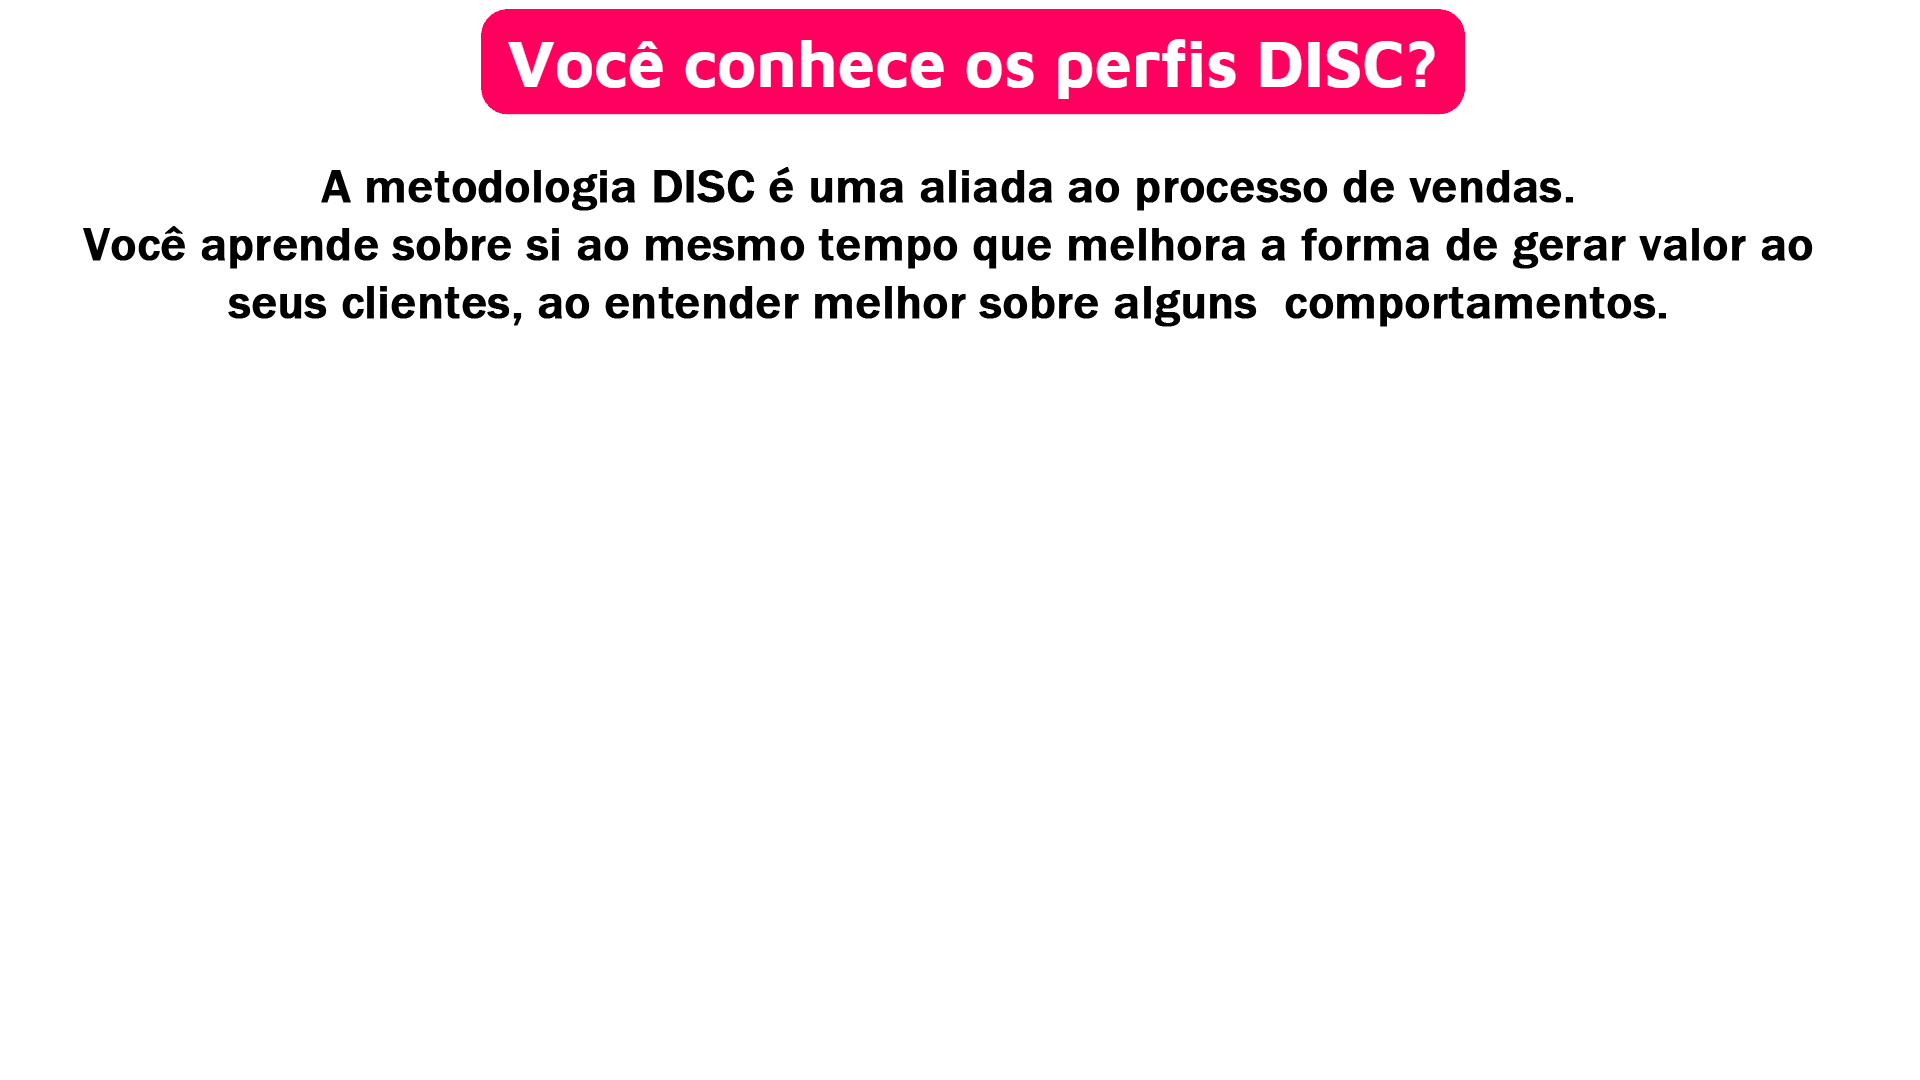 Você conhece os perfis DISC?
A metodologia DISC é uma aliada ao processo de vendas.
Você aprende sobre si ao mesmo tempo que melhora a forma de gerar valor ao
seus clientes, ao entender melhor sobre alguns  comportamentos.